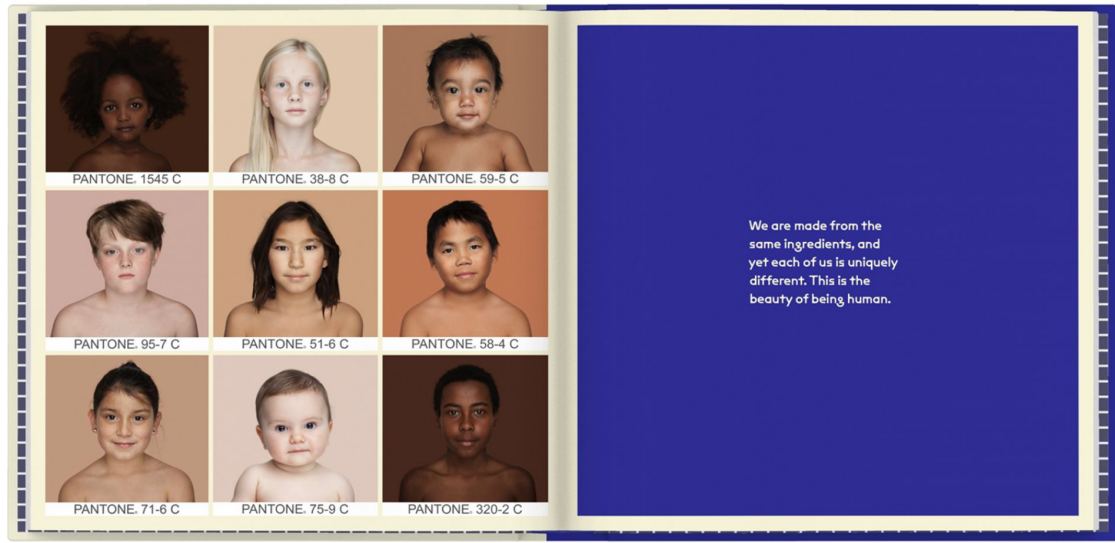 PANTONE® 1545 C
PANTONE® 38-8 C
PANTONE® 59-5 C
PANTONE® 95-7 C
PANTONE® 51-6 C
PANTONE® 58-4 C
PANTONE® 71-6 C
PANTONE® 75-9 C
PANTONE® 320-2 C
We are made from the
same ingredients, and
yet each of us is uniquely
different. This is the
beauty of being human.